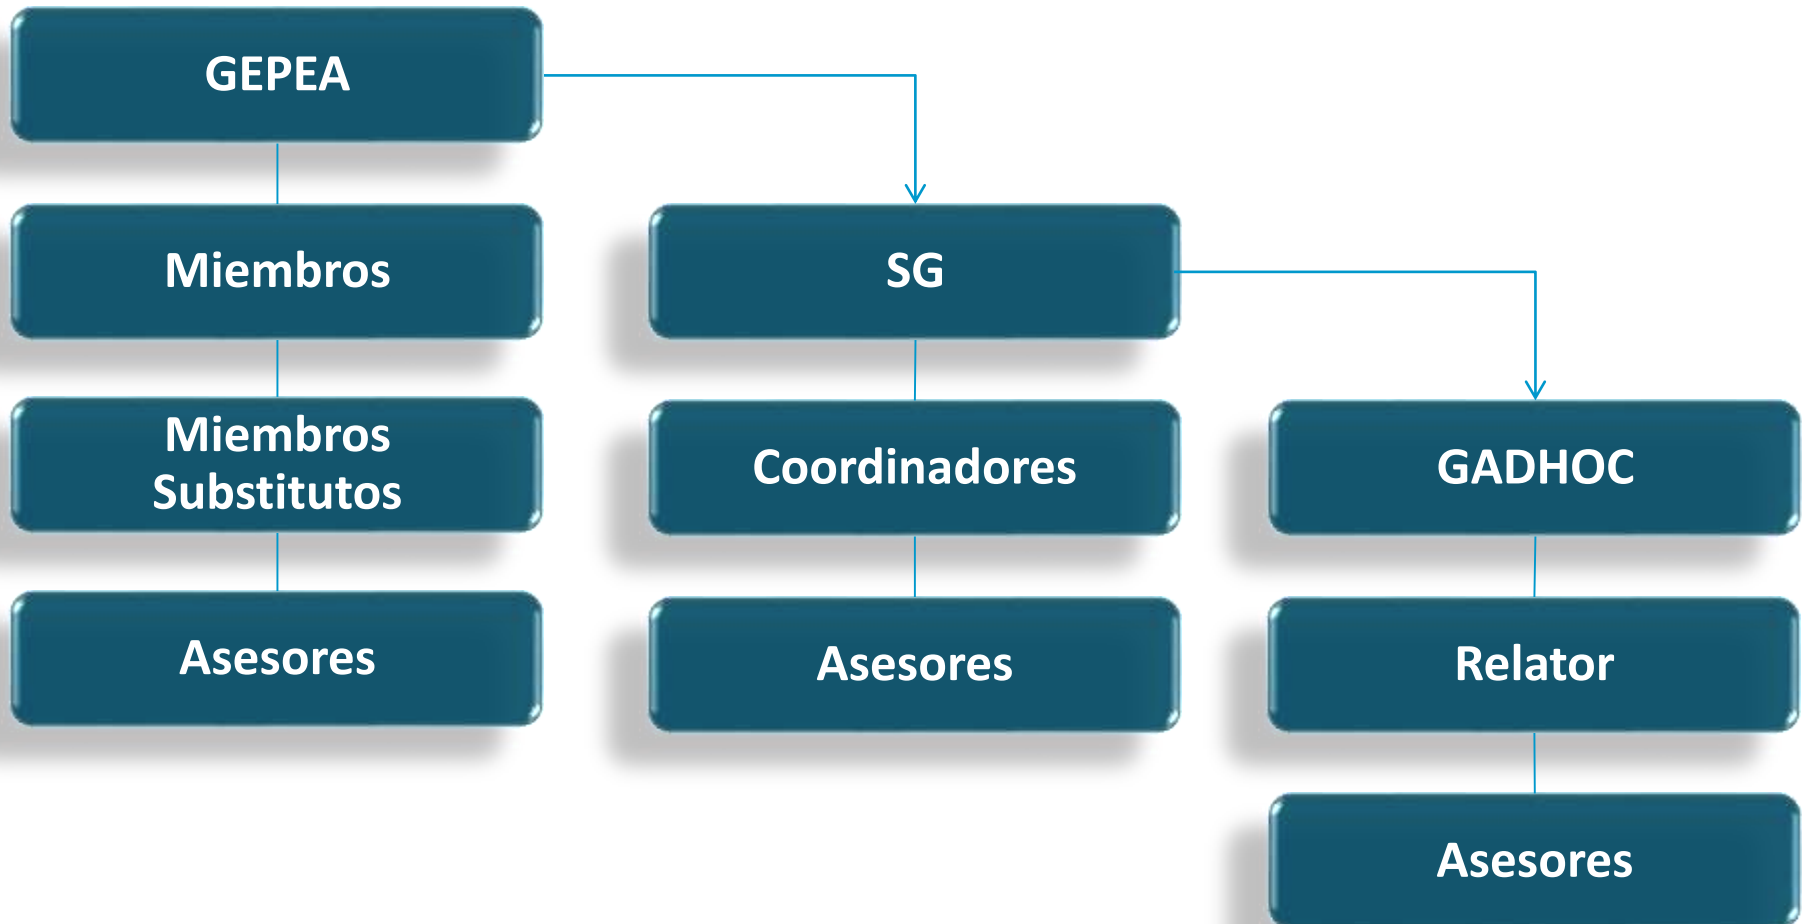 GEPEA
Miembros
Miembros
Substitutos
Asesores
SG
Coordinadores
Asesores
GADHOC
Relator
Asesores